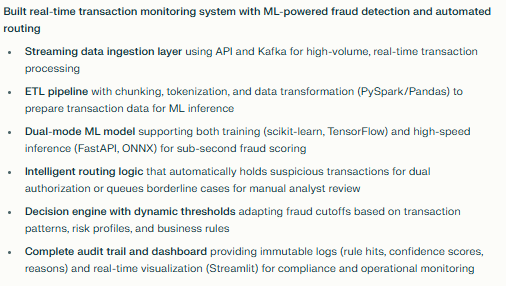 Built real-time transaction monitoring system with ML-powered fraud detection and automated
routing
• Streaming data ingestion layer using API and Kafka for high-volume, real-time transaction
processing
• ETL pipeline with chunking, tokenization, and data transformation (PySpark/Pandas) to
prepare transaction data for ML inference
• Dual-mode ML model supporting both training (scikit-learn, TensorFlow) and high-speed
inference (FastAPI, ONNX) for sub-second fraud scoring
• Intelligent routing logic that automatically holds suspicious transactions for dual
authorization or queues borderline cases for manual analyst review
• Decision engine with dynamic thresholds adapting fraud cutoffs based on transaction
patterns, risk profiles, and business rules
• Complete audit trail and dashboard providing immutable logs (rule hits, confidence scores,
reasons) and real-time visualization (Streamlit) for compliance and operational monitoring